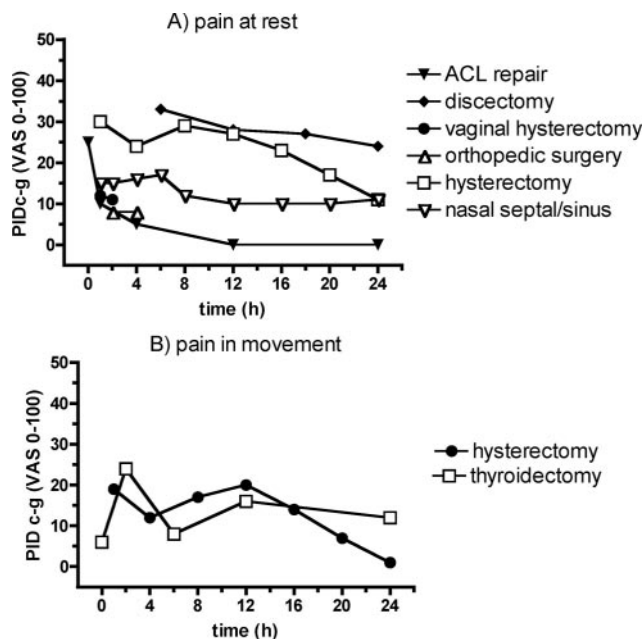 A) pain at rest
PIDc-g (VAS 0-100)
50
40
30
20
10
0
0 4 8 12 16 20 24
time (h)
ACL repair
discectomy
vaginal hysterectomy
orthopedic surgery
hysterectomy
nasal septal/sinus
B) pain in movement
PID c-g (VAS 0-100)
50
40
30
20
10
0
0 4 8 12 16 20 24
time (h)
hysterectomy
thyroidectomy